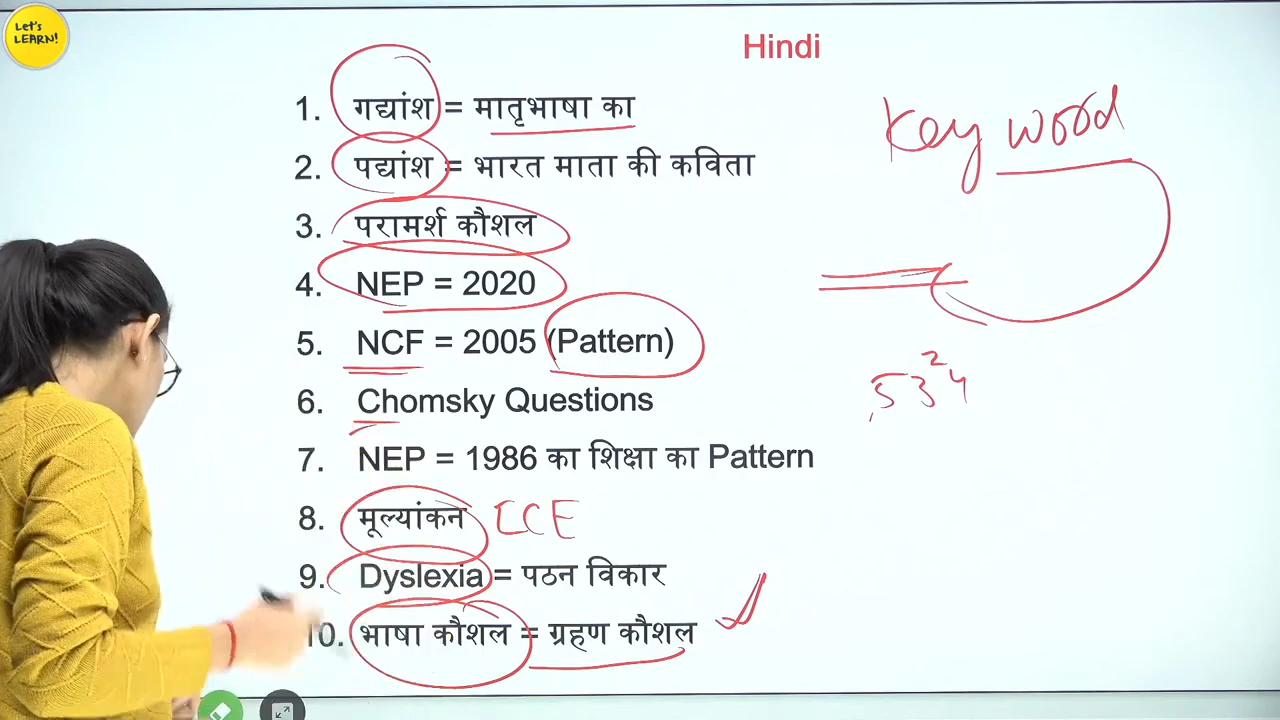 Let's
LEARN!
Hindi
1. गद्यांश = मातृभाषा का
Key word
2. पद्यांश = भारत माता की कविता
3. परामर्श कौशल
4. NEP = 2020
5. NCF = 2005 (Pattern)
6. Chomsky Questions
7. NEP = 1986 का शिक्षा का Pattern
8. मूल्यांकन CCE
9. Dyslexia = पठन विकार
10. भाषा कौशल = ग्रहण कौशल